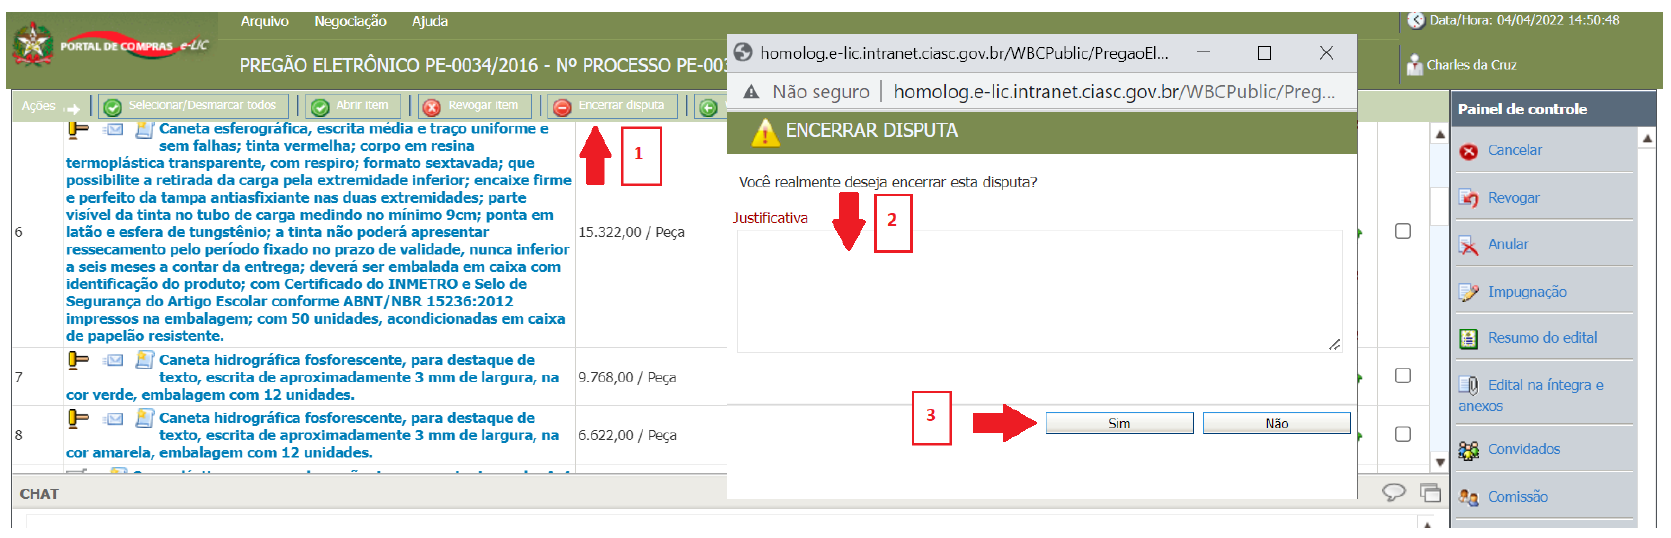 Arquivo Negociação Ajuda
Data/Hora: 04/04/2022 14:50:48
PORTAL DE COMPRAS e-LIC
PREGÃO ELETRÔNICO PE-0034/2016 - Nº PROCESSO PE-003
Charles da Cruz
Ações
Selecionar/Desmarcar todos
Abrir item
Revogar item
Encerrar disputa
6
Caneta esferográfica, escrita média e traço uniforme e
sem falhas; tinta vermelha; corpo em resina
termoplástica transparente, com respiro; formato sextavada; que
possibilite a retirada da carga pela extremidade inferior; encaixe firme
e perfeito da tampa antiasfixiante nas duas extremidades; parte
visível da tinta no tubo de carga medindo no mínimo 9cm; ponta em
latão e esfera de tungstênio; a tinta não poderá apresentar
ressecamento pelo período fixado no prazo de validade, nunca inferior
a seis meses a contar da entrega; deverá ser embalada em caixa com
identificação do produto; com Certificado do INMETRO e Selo de
Segurança do Artigo Escolar conforme ABNT/NBR 15236:2012
impressos na embalagem; com 50 unidades, acondicionadas em caixa
de papelão resistente.
15.322,00 / Peça
7
Caneta hidrográfica fosforescente, para destaque de
texto, escrita de aproximadamente 3 mm de largura, na
cor verde, embalagem com 12 unidades.
9.768,00 / Peça
8
Caneta hidrográfica fosforescente, para destaque de
texto, escrita de aproximadamente 3 mm de largura, na
cor amarela, embalagem com 12 unidades.
6.622,00 / Peça
CHAT
1
homolog.e-lic.intranet.ciasc.gov.br/WBCPublic/PregaoEl...
Não seguro | homolog.e-lic.intranet.ciasc.gov.br/WBCPublic/Preg...
ENCERRAR DISPUTA
Você realmente deseja encerrar esta disputa?
Justificativa
2
3
Sim
Não
Painel de controle
Cancelar
Revogar
Anular
Impugnação
Resumo do edital
Edital na íntegra e
anexos
Convidados
Comissão